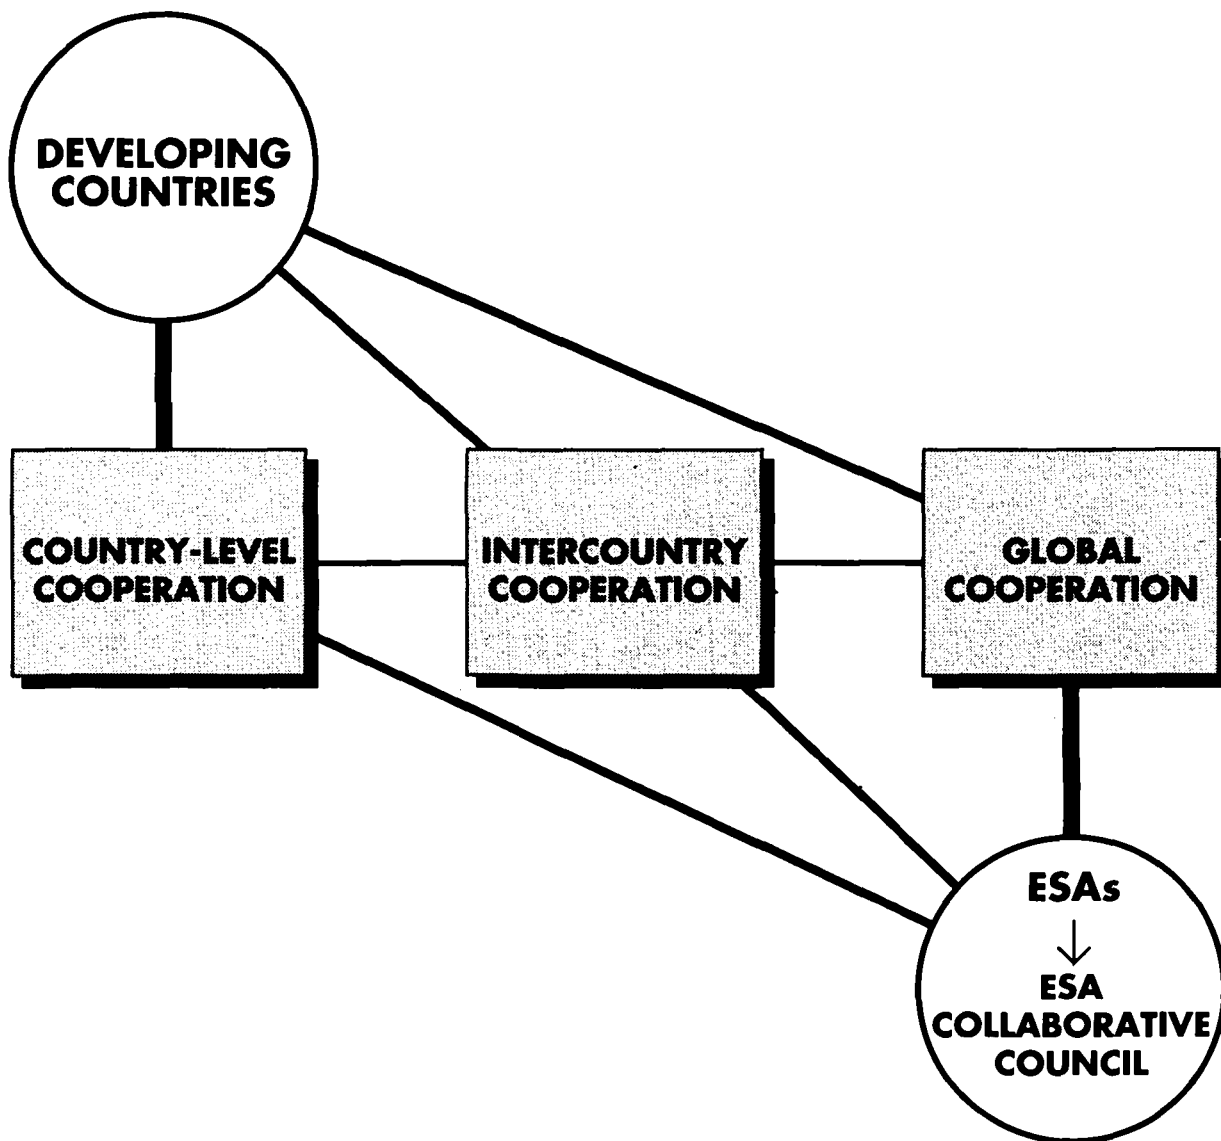 DEVELOPING
COUNTRIES
COUNTRY-LEVEL
COOPERATION
INTERCOUNTRY
COOPERATION
GLOBAL
COOPERATION
ESAs
ESA
COLLABORATIVE
COUNCIL